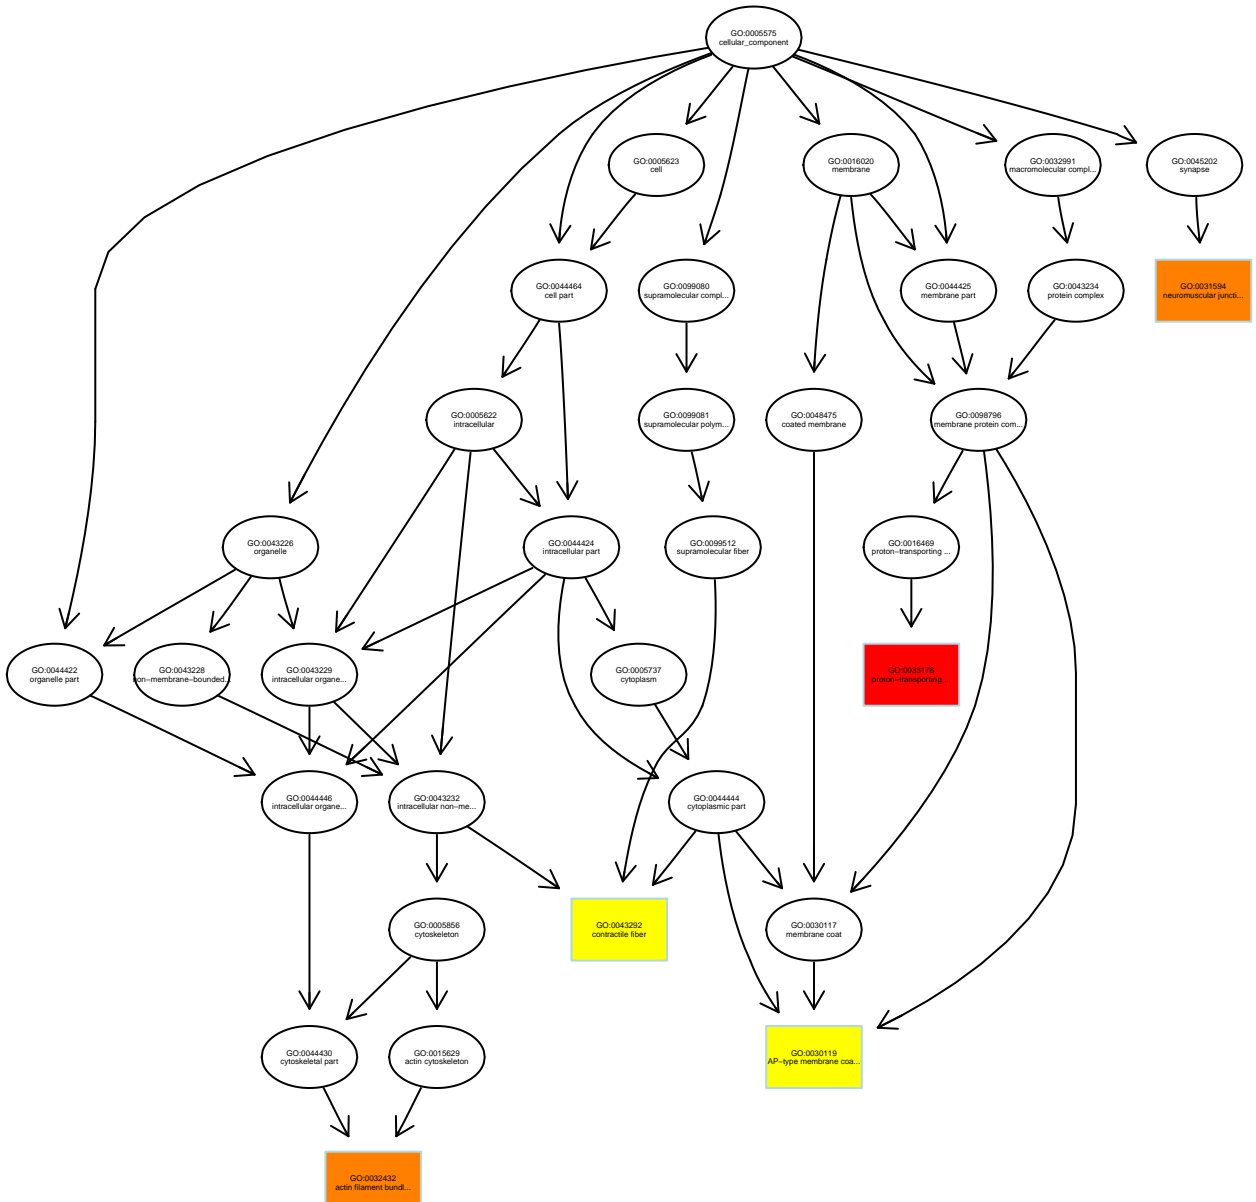 GO:0005575
cellular_component
GO:0005623
cell
GO:0016020
membrane
GO:0032991
macromolecular compl...
GO:0045202
synapse
GO:0044464
cell part
GO:0099080
supramolecular compl...
GO:0044425
membrane part
GO:0043234
protein complex
GO:0031594
neuromuscular juncti...
GO:0005622
intracellular
GO:0099081
supramolecular polym...
GO:0048475
coated membrane
GO:0098796
membrane protein com...
GO:0043226
organelle
GO:0044424
intracellular part
GO:0099512
supramolecular fiber
GO:0016469
proton−transporting ...
GO:0044422
organelle part
GO:0043228
non−membrane−bounded...
GO:0043229
intracellular organe...
GO:0005737
cytoplasm
GO:0033176
proton−transporting ...
GO:0044446
intracellular organe...
GO:0043232
intracellular non−me...
GO:0044444
cytoplasmic part
GO:0005856
cytoskeleton
GO:0043292
contractile fiber
GO:0030117
membrane coat
GO:0044430
cytoskeletal part
GO:0015629
actin cytoskeleton
GO:0030119
AP−type membrane coa...
GO:0032432
actin filament bundl...